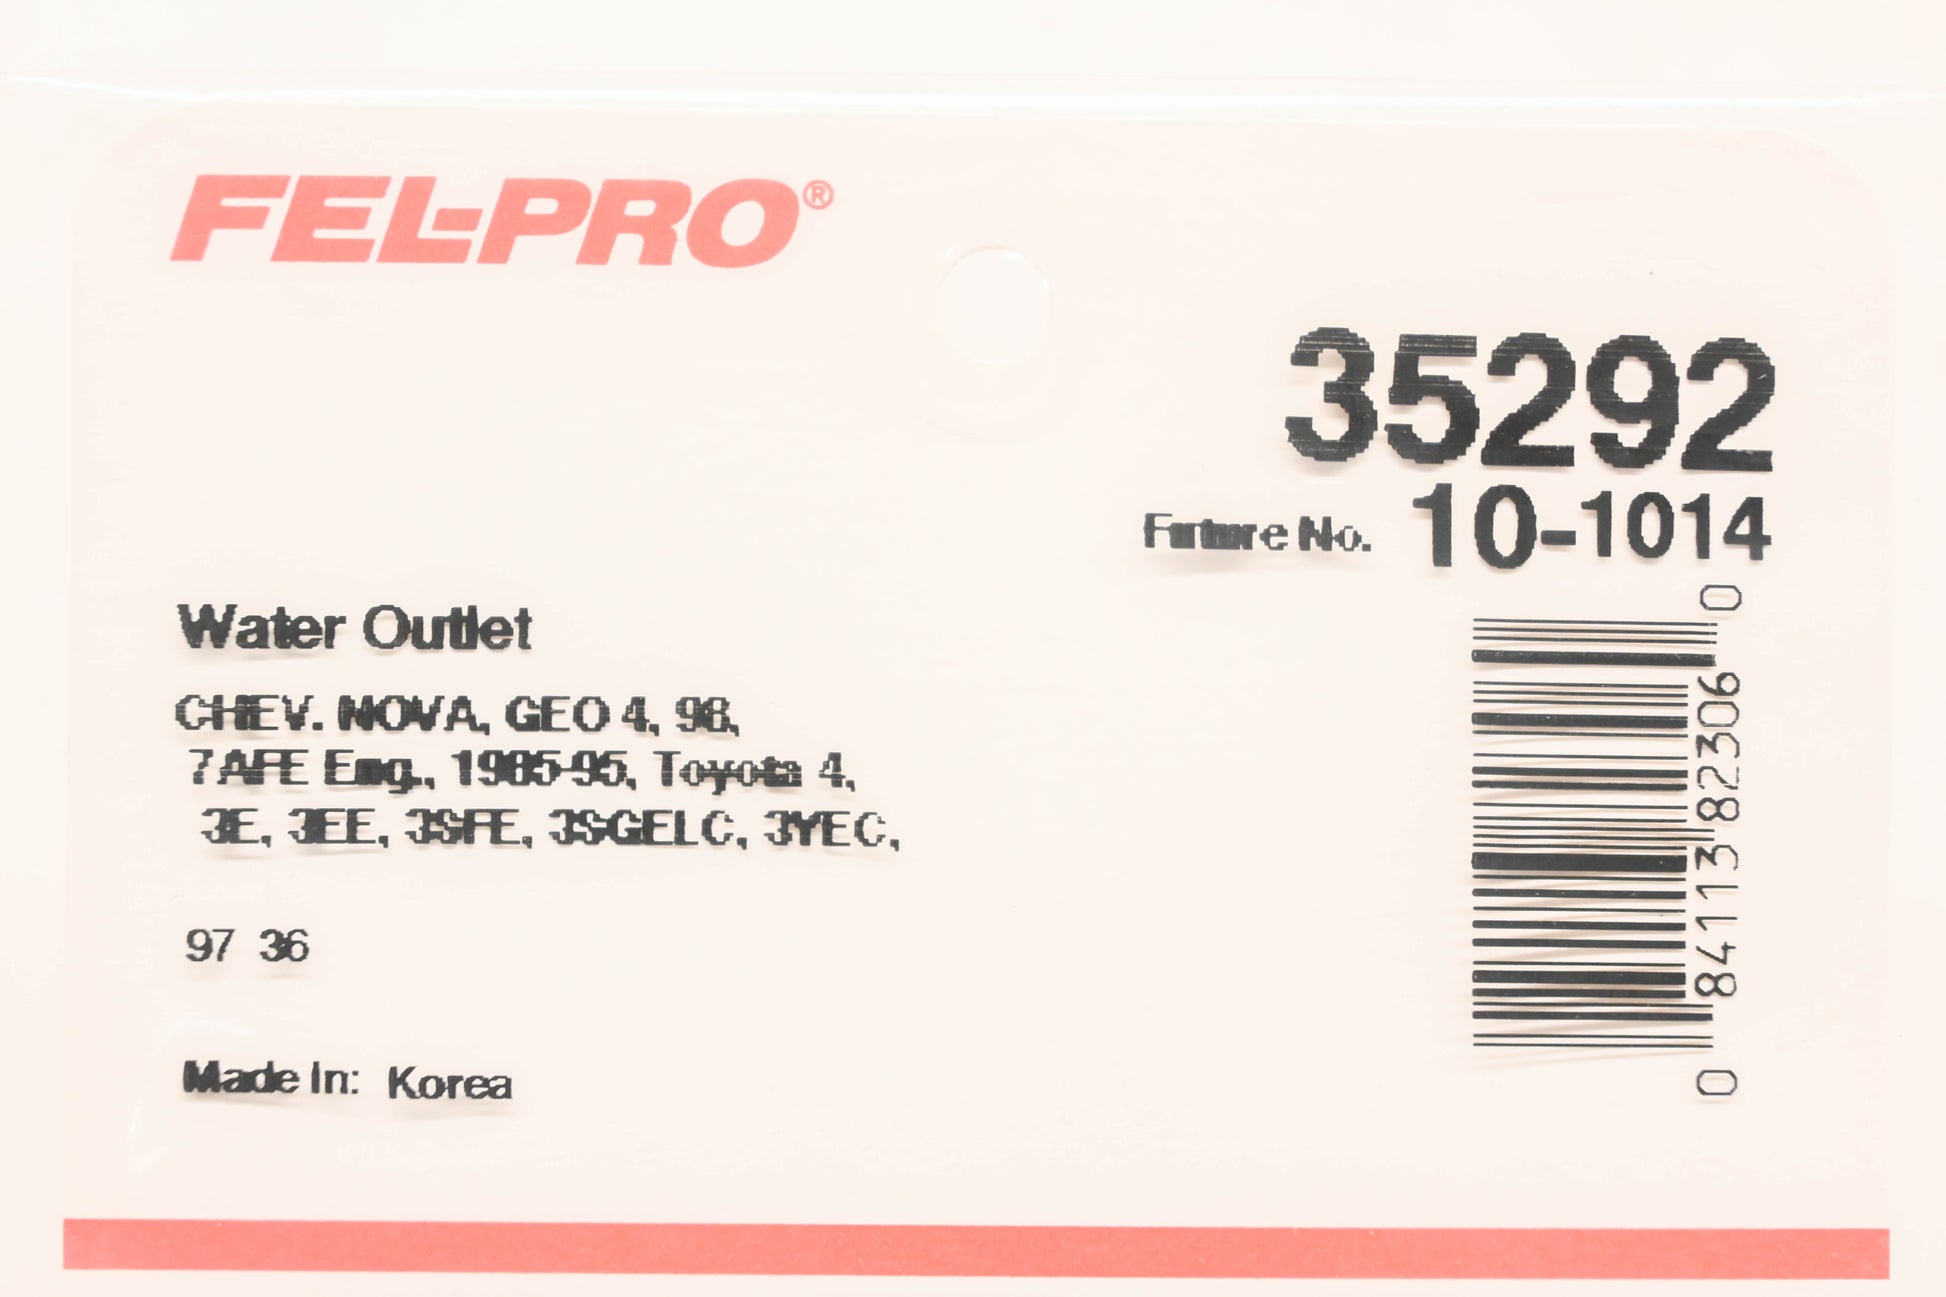 FEL-PRO®
35292
Future No. 10-1014
Water Outlet
CHEV. NOVA, GEO 4, 98,
7AFE Eng., 1985-95, Toyota 4,
3E, 3EE, 3SFE, 3SGELC, 3YEC,
97 36
Made In: Korea
0 84113 82306 0